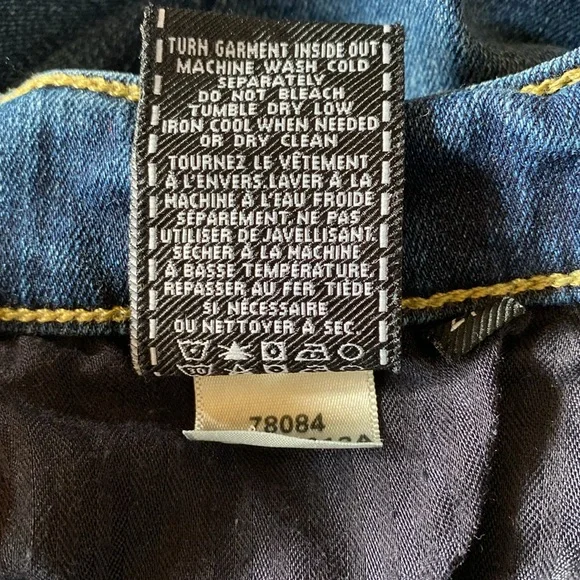 TURN GARMENT INSIDE OUT
MACHINE WASH COLD
SEPARATELY
DO NOT BLEACH
TUMBLE DRY LOW
IRON COOL WHEN NEEDED
OR DRY CLEAN
TOURNEZ LE VÊTEMENT
À L'ENVERS.LAVER À LA
MACHINE À L'EAU FROIDE
SÉPARÉMENT. NE PAS
UTILISER DE JAVELLISANT.
SÉCHER À LA MACHINE
À BASSE TEMPÉRATURE,
REPASSER AU FER TIÈDE
SI NÉCESSAIRE
OU NETTOYER À SEC.
78084